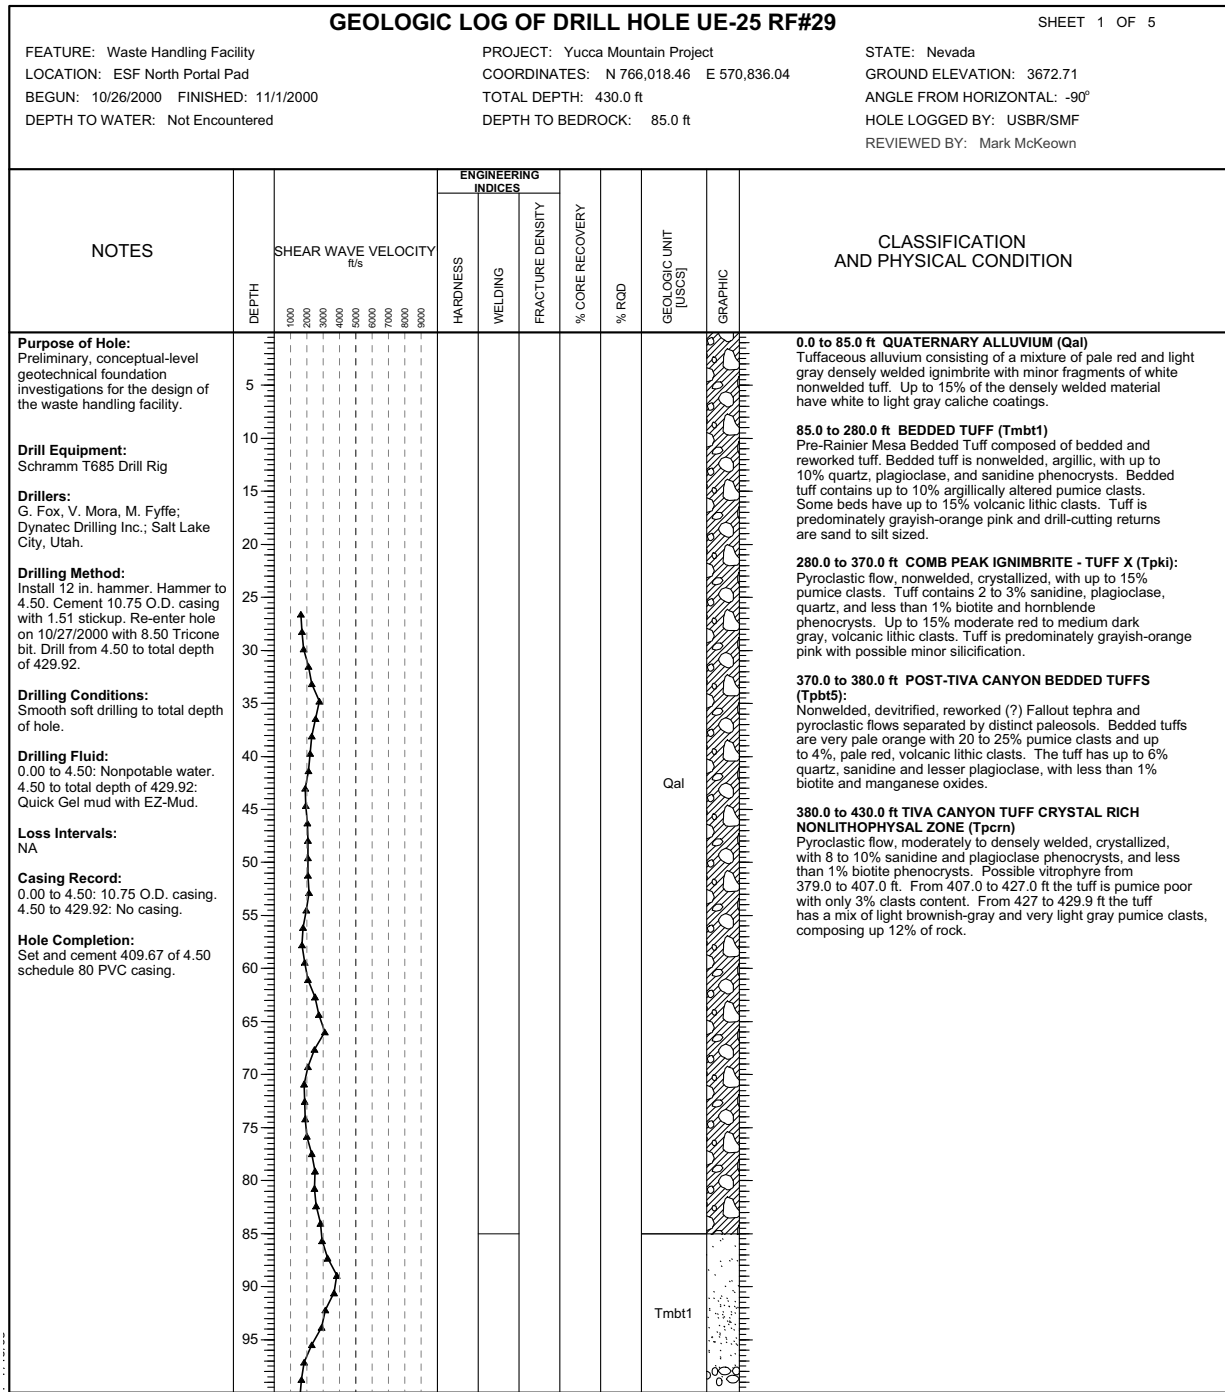 GEOLOGIC LOG OF DRILL HOLE UE-25 RF#29
SHEET 1 OF 5
FEATURE: Waste Handling Facility
LOCATION: ESF North Portal Pad
BEGUN: 10/26/2000 FINISHED: 11/1/2000
DEPTH TO WATER: Not Encountered
PROJECT: Yucca Mountain Project
COORDINATES: N 766,018.46 E 570,836.04
TOTAL DEPTH: 430.0 ft
DEPTH TO BEDROCK: 85.0 ft
STATE: Nevada
GROUND ELEVATION: 3672.71
ANGLE FROM HORIZONTAL: -90°
HOLE LOGGED BY: USBR/SMF
REVIEWED BY: Mark McKeown
NOTES
DEPTH
SHEAR WAVE VELOCITY
ft/s
1000
2000
3000
4000
5000
6000
7000
8000
9000
ENGINEERING
INDICES
HARDNESS
WELDING
FRACTURE DENSITY
% CORE RECOVERY
% RQD
GEOLOGIC UNIT
[USCS]
GRAPHIC
CLASSIFICATION
AND PHYSICAL CONDITION
Purpose of Hole:
Preliminary, conceptual-level
geotechnical foundation
investigations for the design of
the waste handling facility.
Drill Equipment:
Schramm T685 Drill Rig
Drillers:
G. Fox, V. Mora, M. Fyffe;
Dynatec Drilling Inc.; Salt Lake
City, Utah.
Drilling Method:
Install 12 in. hammer. Hammer to
4.50. Cement 10.75 O.D. casing
with 1.51 stickup. Re-enter hole
on 10/27/2000 with 8.50 Tricone
bit. Drill from 4.50 to total depth
of 429.92.
Drilling Conditions:
Smooth soft drilling to total depth
of hole.
Drilling Fluid:
0.00 to 4.50: Nonpotable water.
4.50 to total depth of 429.92:
Quick Gel mud with EZ-Mud.
Loss Intervals:
NA
Casing Record:
0.00 to 4.50: 10.75 O.D. casing.
4.50 to 429.92: No casing.
Hole Completion:
Set and cement 409.67 of 4.50
schedule 80 PVC casing.
5
10
15
20
25
30
35
40
45
50
55
60
65
70
75
80
85
90
95
Qal
Tmbt1
0.0 to 85.0 ft QUATERNARY ALLUVIUM (Qal)
Tuffaceous alluvium consisting of a mixture of pale red and light
gray densely welded ignimbrite with minor fragments of white
nonwelded tuff. Up to 15% of the densely welded material
have white to light gray caliche coatings.
85.0 to 280.0 ft BEDDED TUFF (Tmbt1)
Pre-Rainier Mesa Bedded Tuff composed of bedded and
reworked tuff. Bedded tuff is nonwelded, argillic, with up to
10% quartz, plagioclase, and sanidine phenocrysts. Bedded
tuff contains up to 10% argillically altered pumice clasts.
Some beds have up to 15% volcanic lithic clasts. Tuff is
predominately grayish-orange pink and drill-cutting returns
are sand to silt sized.
280.0 to 370.0 ft COMB PEAK IGNIMBRITE - TUFF X (Tpki):
Pyroclastic flow, nonwelded, crystallized, with up to 15%
pumice clasts. Tuff contains 2 to 3% sanidine, plagioclase,
quartz, and less than 1% biotite and hornblende
phenocrysts. Up to 15% moderate red to medium dark
gray, volcanic lithic clasts. Tuff is predominately grayish-orange
pink with possible minor silicification.
370.0 to 380.0 ft POST-TIVA CANYON BEDDED TUFFS
(Tpbt5):
Nonwelded, devitrified, reworked (?) Fallout tephra and
pyroclastic flows separated by distinct paleosols. Bedded tuffs
are very pale orange with 20 to 25% pumice clasts and up
to 4%, pale red, volcanic lithic clasts. The tuff has up to 6%
quartz, sanidine and lesser plagioclase, with less than 1%
biotite and manganese oxides.
380.0 to 430.0 ft TIVA CANYON TUFF CRYSTAL RICH
NONLITHOPHYSAL ZONE (Tpcrn)
Pyroclastic flow, moderately to densely welded, crystallized,
with 8 to 10% sanidine and plagioclase phenocrysts, and less
than 1% biotite phenocrysts. Possible vitrophyre from
379.0 to 407.0 ft. From 407.0 to 427.0 ft the tuff is pumice poor
with only 3% clasts content. From 427 to 429.9 ft the tuff
has a mix of light brownish-gray and very light gray pumice clasts,
composing up 12% of rock.